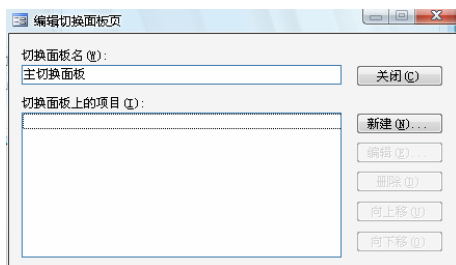 编辑切换面板页
切换面板名(W):
主切换面板
关闭(C)
切换面板上的项目(I):
新建(N)...
编辑(E)...
删除(D)
向上移(U)
向下移(O)